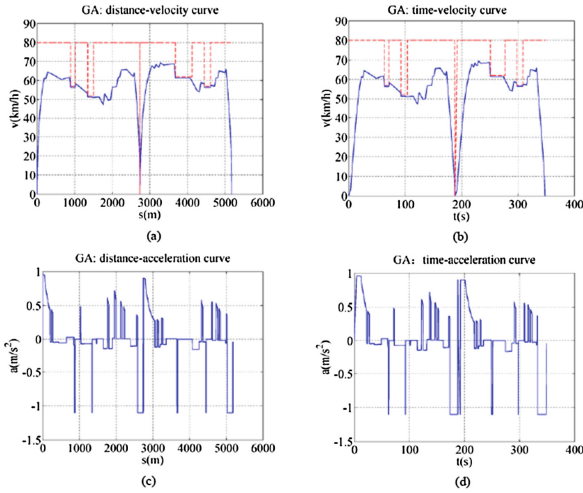 GA: distance-velocity curve
90
80
70
60
50
40
30
20
10
0
v(km/h)
0 1000 2000 3000 4000 5000 6000
s(m)
(a)
GA: time-velocity curve
90
80
70
60
50
40
30
20
10
0
v(km/h)
0 100 200 300 400
t(s)
(b)
GA: distance-acceleration curve
1
0.5
0
-0.5
-1
-1.5
a(m/s²)
0 1000 2000 3000 4000 5000 6000
s(m)
(c)
GA: time-acceleration curve
1
0.5
0
-0.5
-1
-1.5
a(m/s²)
0 100 200 300 400
t(s)
(d)